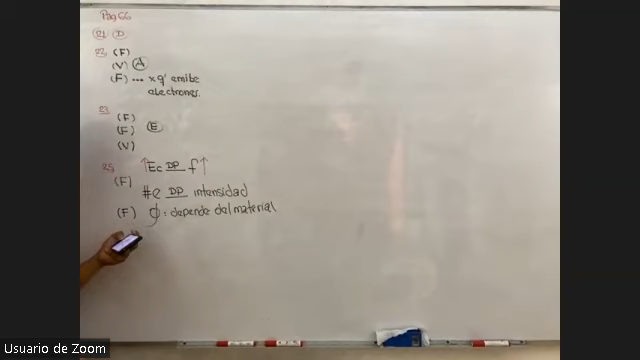 Pag 66
21 D
22 (F)
(V) A
(F) ... x q' emite
electrones.
23
(F)
(F) E
(V)
25 ↑Ec DP f↑
(F)
#e DP intensidad
(F) ϕ: depende del material
Usuario de Zoom